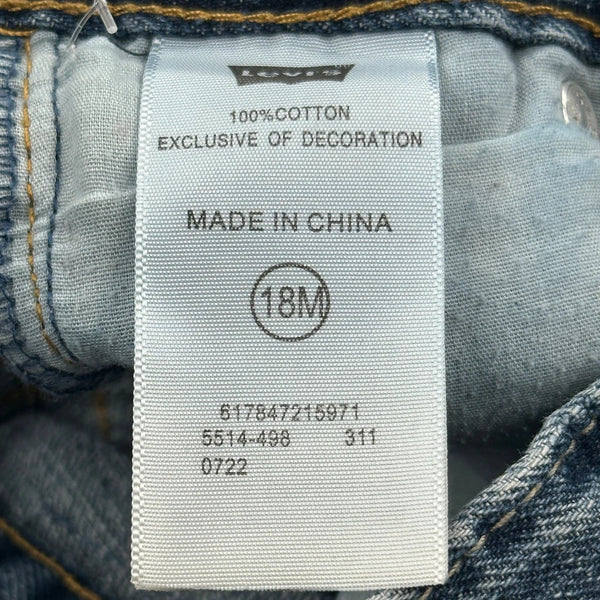 Levi's
100%COTTON
EXCLUSIVE OF DECORATION
MADE IN CHINA
18M
617847215971
5514-498 311
0722